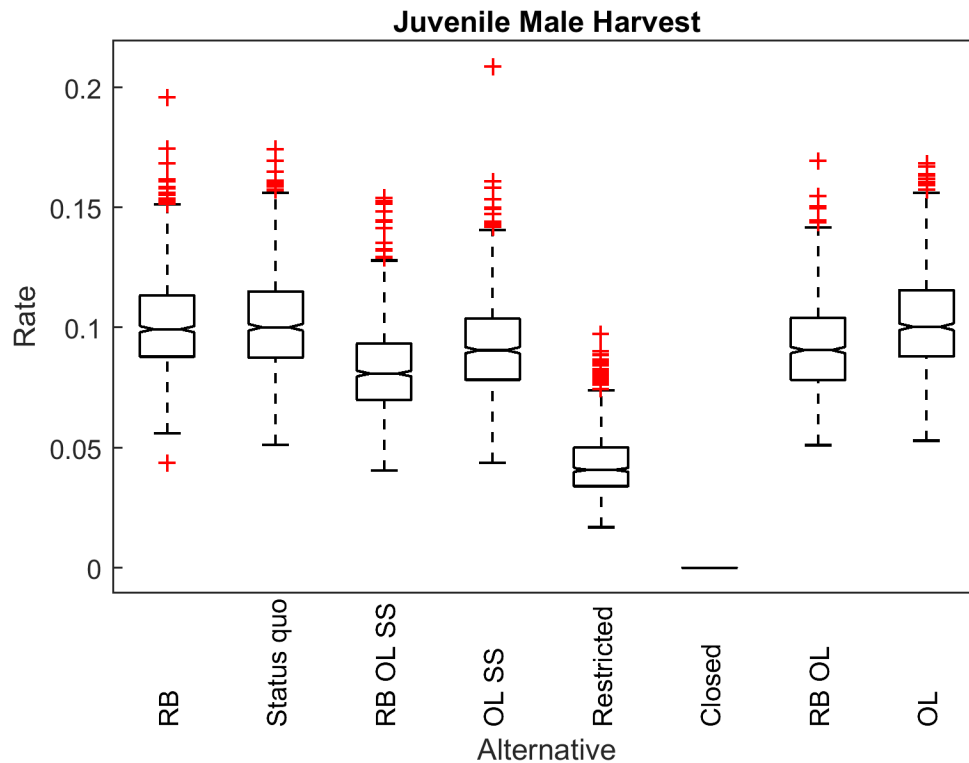 Juvenile Male Harvest
Rate
0.2
0.15
0.1
0.05
0
RB
Status quo
RB OL SS
OL SS
Restricted
Closed
RB OL
OL
Alternative